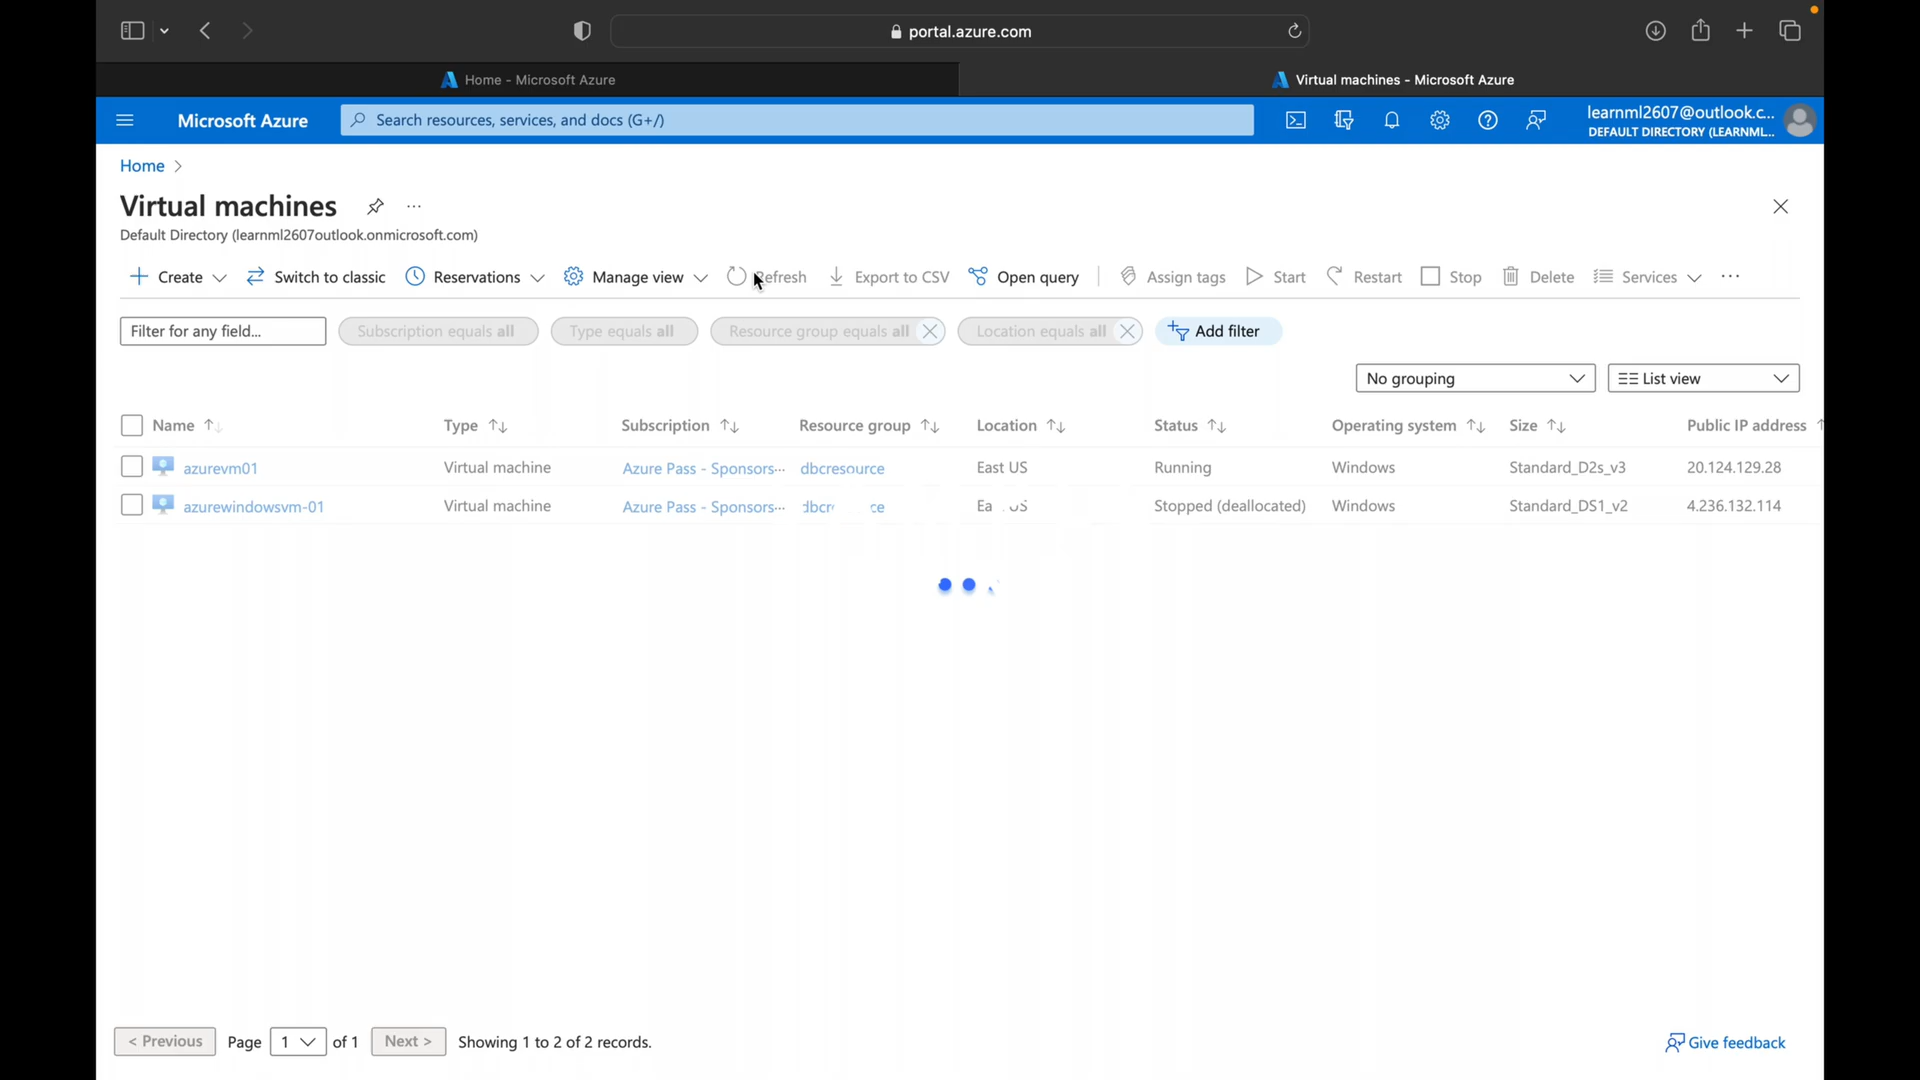 portal.azure.com
Home - Microsoft Azure
Virtual machines - Microsoft Azure
Microsoft Azure
Search resources, services, and docs (G+/)
learnml2607@outlook.c...
DEFAULT DIRECTORY (LEARNML...
Home
Virtual machines
Default Directory (learnml2607outlook.onmicrosoft.com)
Create Switch to classic Reservations Manage view Refresh Export to CSV Open query Assign tags Start Restart Stop Delete Services
Filter for any field... Subscription equals all Type equals all Resource group equals all Location equals all Add filter
No grouping List view
Name Type Subscription Resource group Location Status Operating system Size Public IP address
azurevm01 Virtual machine Azure Pass - Sponsors... dbcresource East US Running Windows Standard_D2s_v3 20.124.129.28
azurewindowsvm-01 Virtual machine Azure Pass - Sponsors... Stopped (deallocated) Windows Standard_DS1_v2 4.236.132.114
< Previous Page 1 of 1 Next > Showing 1 to 2 of 2 records.
Give feedback